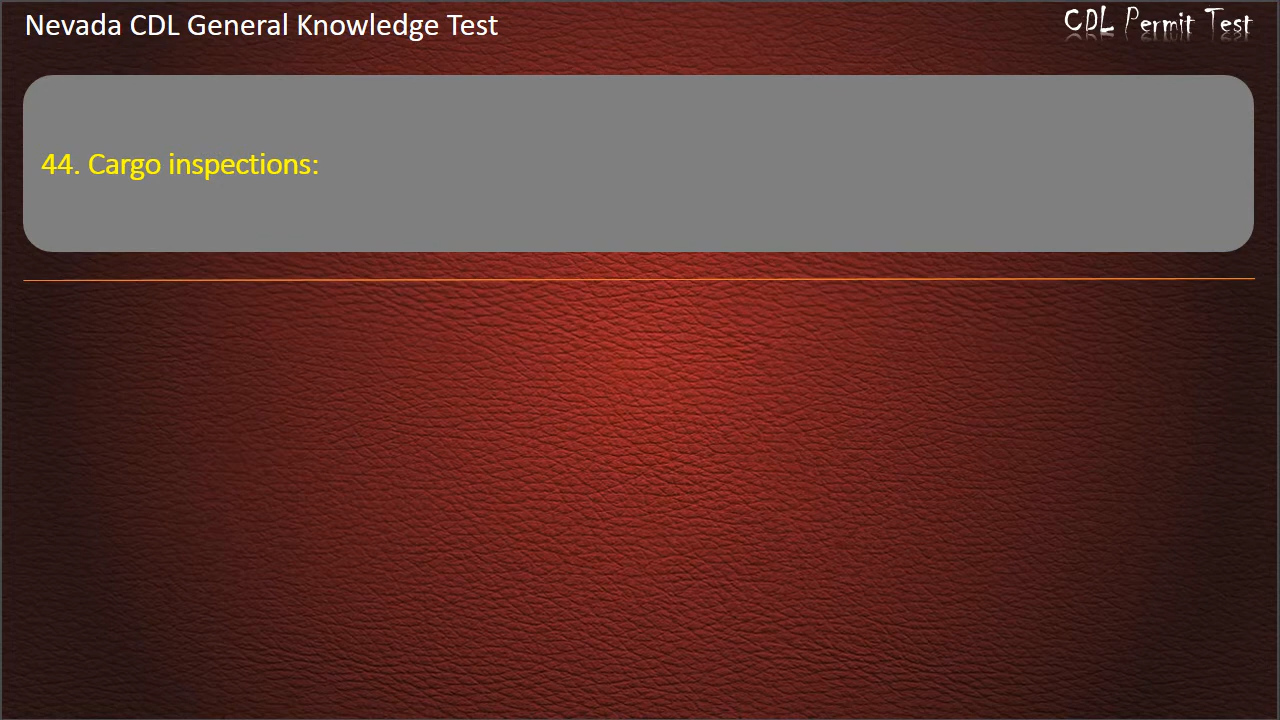 Nevada CDL General Knowledge Test
CDL Permit Test
44. Cargo inspections: